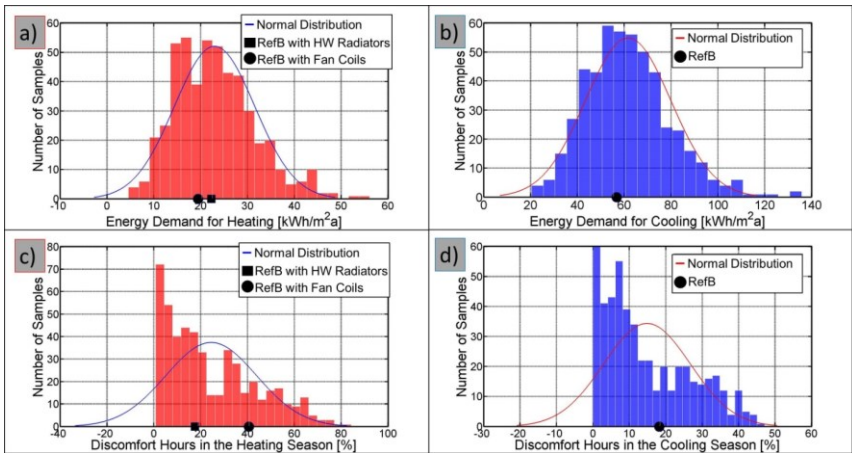 a)
Normal Distribution
RefB with HW Radiators
RefB with Fan Coils
Number of Samples
60
50
40
30
20
10
0
-10 0 10 20 30 40 50 60
Energy Demand for Heating [kWh/m²a]
b)
Normal Distribution
RefB
Number of Samples
60
50
40
30
20
10
0
0 20 40 60 80 100 120 140
Energy Demand for Cooling [kWh/m²a]
c)
Normal Distribution
RefB with HW Radiators
RefB with Fan Coils
Number of Samples
80
70
60
50
40
30
20
10
0
-40 -20 0 20 40 60 80 100
Discomfort Hours in the Heating Season [%]
d)
Normal Distribution
RefB
Number of Samples
60
50
40
30
20
10
0
-30 -20 -10 0 10 20 30 40 50 60
Discomfort Hours in the Cooling Season [%]